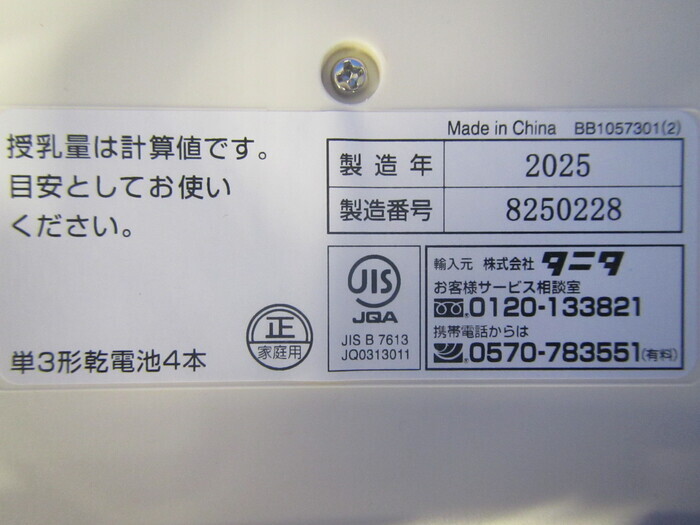 授乳量は計算値です。
目安としてお使い
ください。
単3形乾電池4本
正
家庭用
Made in China BB1057301(2)
製造年 2025
製造番号 8250228
JIS
JQA
JIS B 7613
JQ0313011
輸入元 株式会社 タニタ
お客様サービス相談室
0120-133821
携帯電話からは
0570-783551(有料)